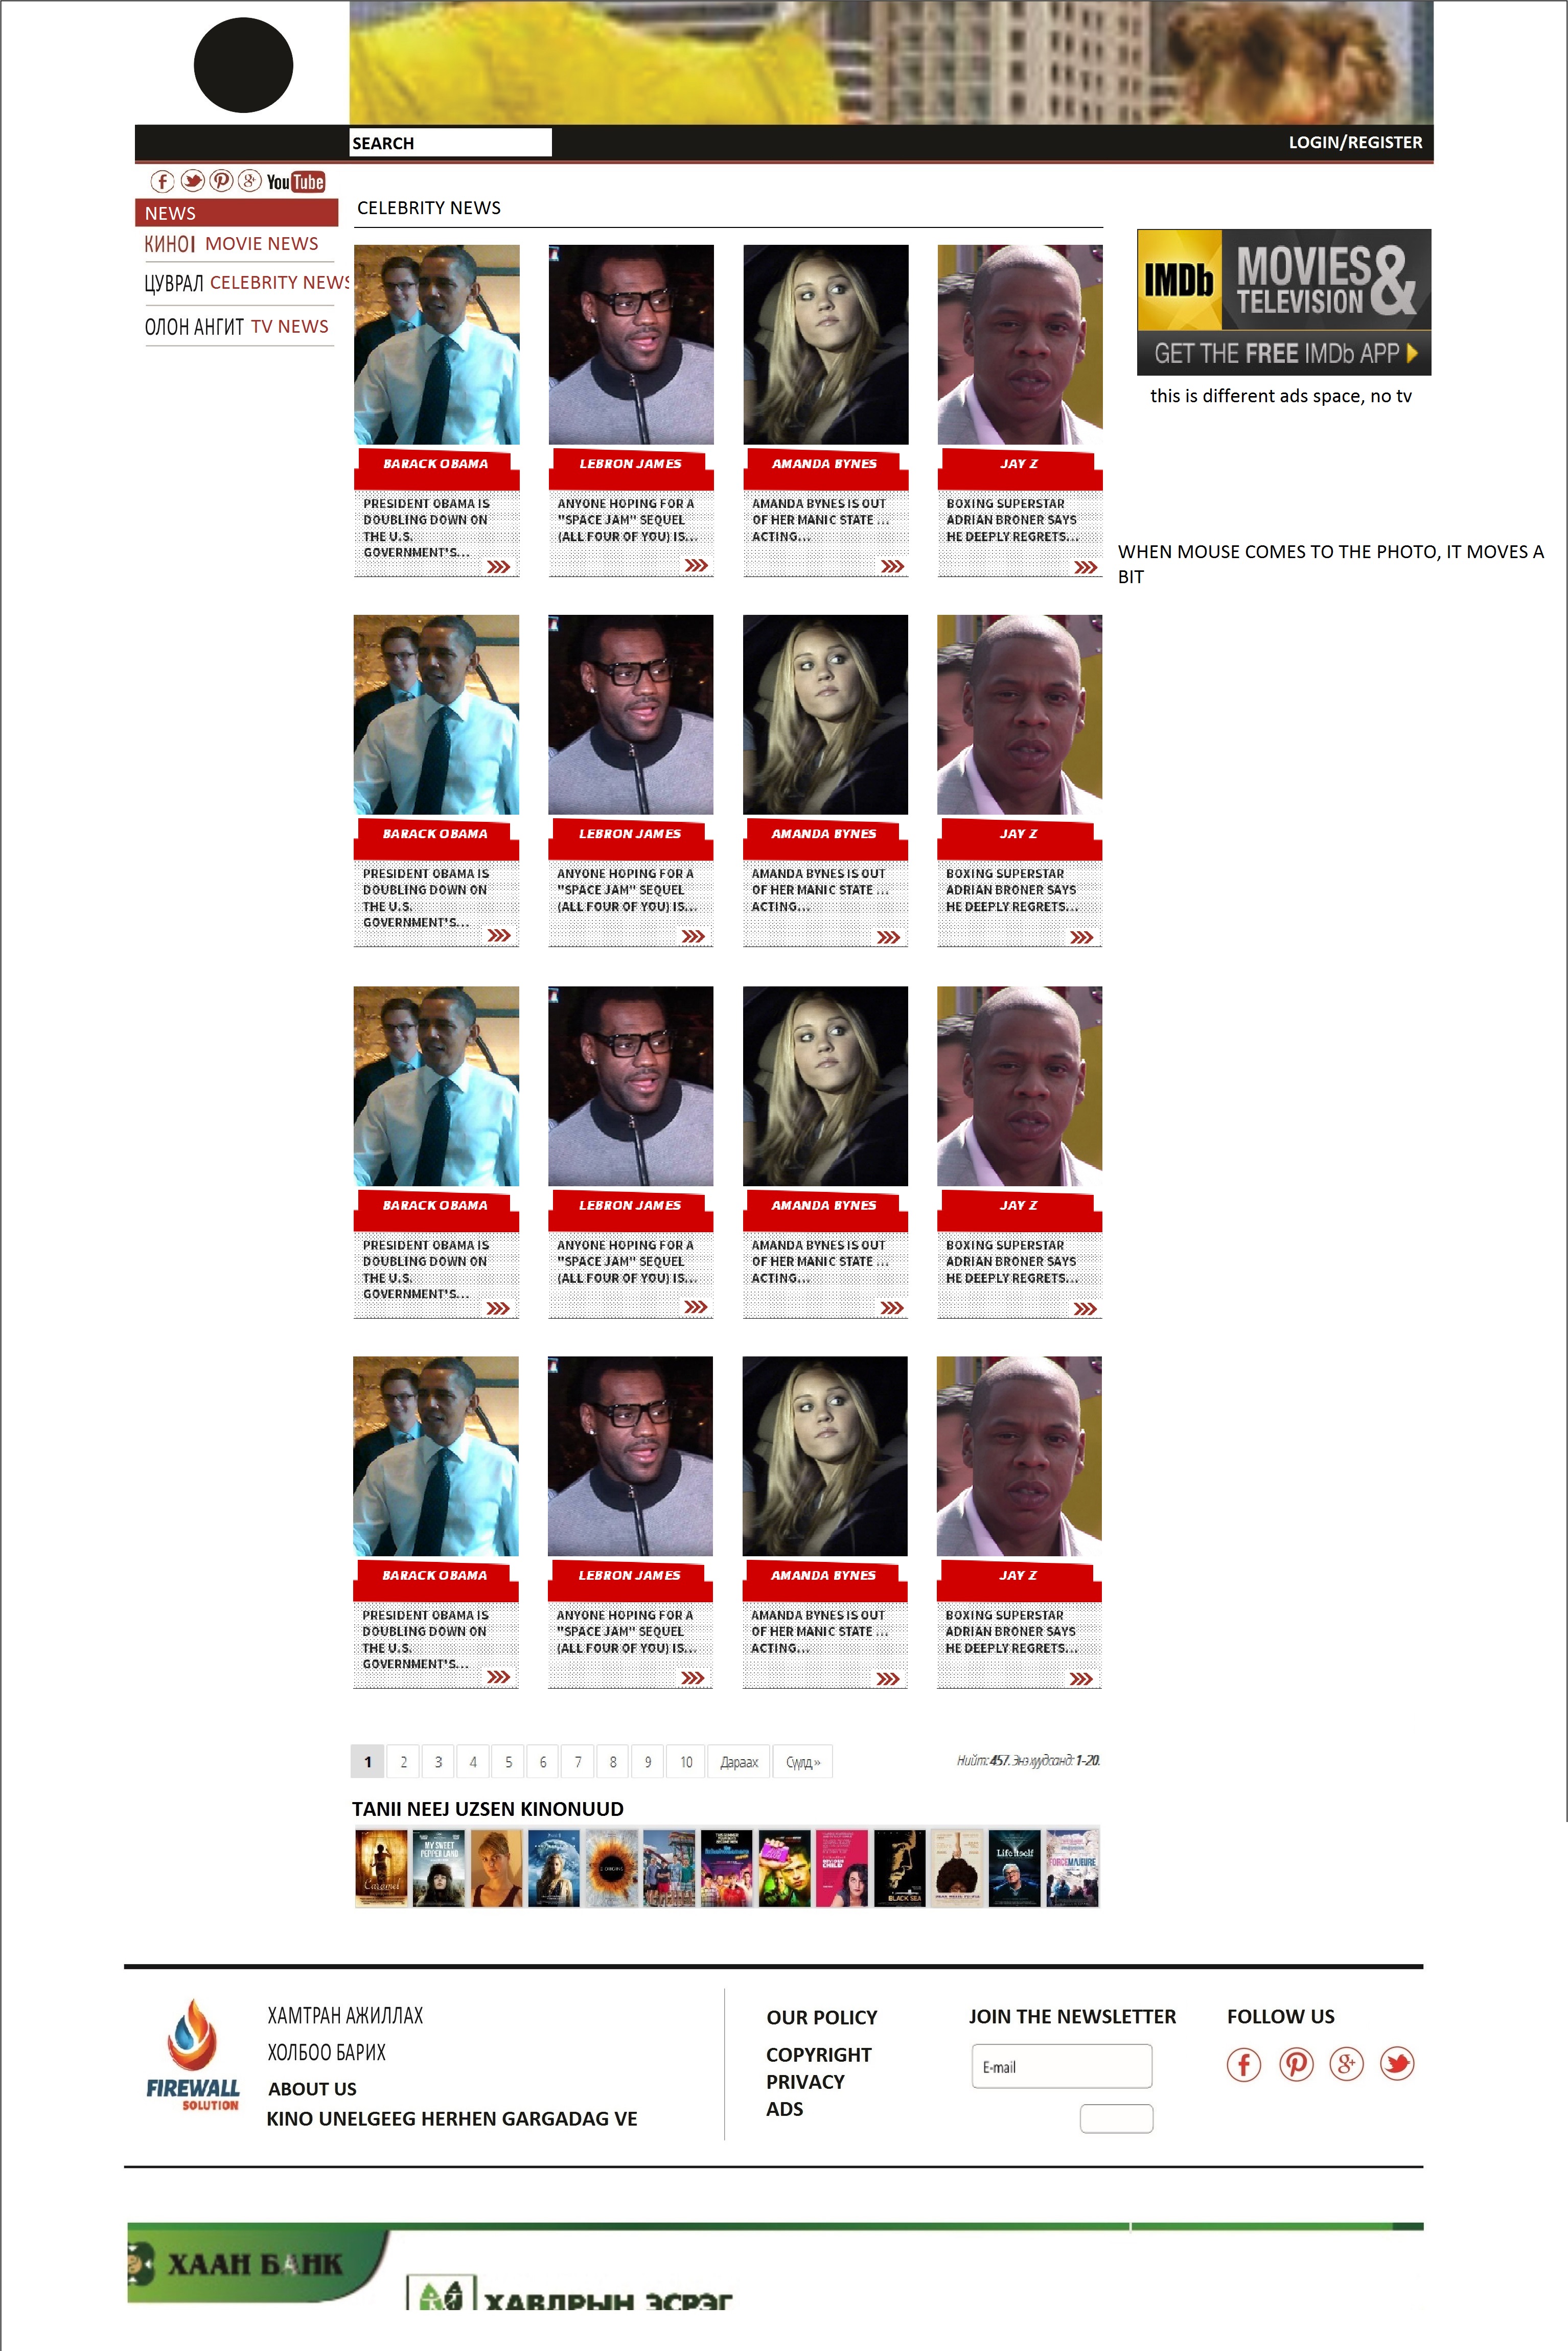 SEARCH
LOGIN/REGISTER
You Tube
NEWS
КИНО MOVIE NEWS
ЦУВРАЛ CELEBRITY NEWS
ОЛОН АНГИТ TV NEWS
CELEBRITY NEWS
IMDb MOVIES &
TELEVISION
GET THE FREE IMDb APP
this is different ads space, no tv
BARACK OBAMA
PRESIDENT OBAMA IS
DOUBLING DOWN ON
THE U.S.
GOVERNMENT'S...
LEBRON JAMES
ANYONE HOPING FOR A
"SPACE JAM" SEQUEL
(ALL FOUR OF YOU) IS...
AMANDA BYNES
AMANDA BYNES IS OUT
OF HER MANIC STATE ...
ACTING...
JAY Z
BOXING SUPERSTAR
ADRIAN BRONER SAYS
HE DEEPLY REGRETS...
WHEN MOUSE COMES TO THE PHOTO, IT MOVES A
BIT
BARACK OBAMA
PRESIDENT OBAMA IS
DOUBLING DOWN ON
THE U.S.
GOVERNMENT'S...
LEBRON JAMES
ANYONE HOPING FOR A
"SPACE JAM" SEQUEL
(ALL FOUR OF YOU) IS...
AMANDA BYNES
AMANDA BYNES IS OUT
OF HER MANIC STATE ...
ACTING...
JAY Z
BOXING SUPERSTAR
ADRIAN BRONER SAYS
HE DEEPLY REGRETS...
BARACK OBAMA
PRESIDENT OBAMA IS
DOUBLING DOWN ON
THE U.S.
GOVERNMENT'S...
LEBRON JAMES
ANYONE HOPING FOR A
"SPACE JAM" SEQUEL
(ALL FOUR OF YOU) IS...
AMANDA BYNES
AMANDA BYNES IS OUT
OF HER MANIC STATE ...
ACTING...
JAY Z
BOXING SUPERSTAR
ADRIAN BRONER SAYS
HE DEEPLY REGRETS...
BARACK OBAMA
PRESIDENT OBAMA IS
DOUBLING DOWN ON
THE U.S.
GOVERNMENT'S...
LEBRON JAMES
ANYONE HOPING FOR A
"SPACE JAM" SEQUEL
(ALL FOUR OF YOU) IS...
AMANDA BYNES
AMANDA BYNES IS OUT
OF HER MANIC STATE ...
ACTING...
JAY Z
BOXING SUPERSTAR
ADRIAN BRONER SAYS
HE DEEPLY REGRETS...
1 2 3 4 5 6 7 8 9 10 Дараах Сүүлд »
Нийт: 457. Энэ хуудсанд: 1-20.
TANII NEEJ UZSEN KINONUUD
MY SWEET
PEPPER LAND
BLACK SEA
Life Itself
FORCE MAJEURE
FIREWALL
SOLUTION
ХАМТРАН АЖИЛЛАХ
ХОЛБОО БАРИХ
ABOUT US
KINO UNELGEEG HERHEN GARGADAG VE
OUR POLICY
COPYRIGHT
PRIVACY
ADS
JOIN THE NEWSLETTER
E-mail
FOLLOW US
ХААН БАНК
ХАВДРЫН ЭСРЭГ